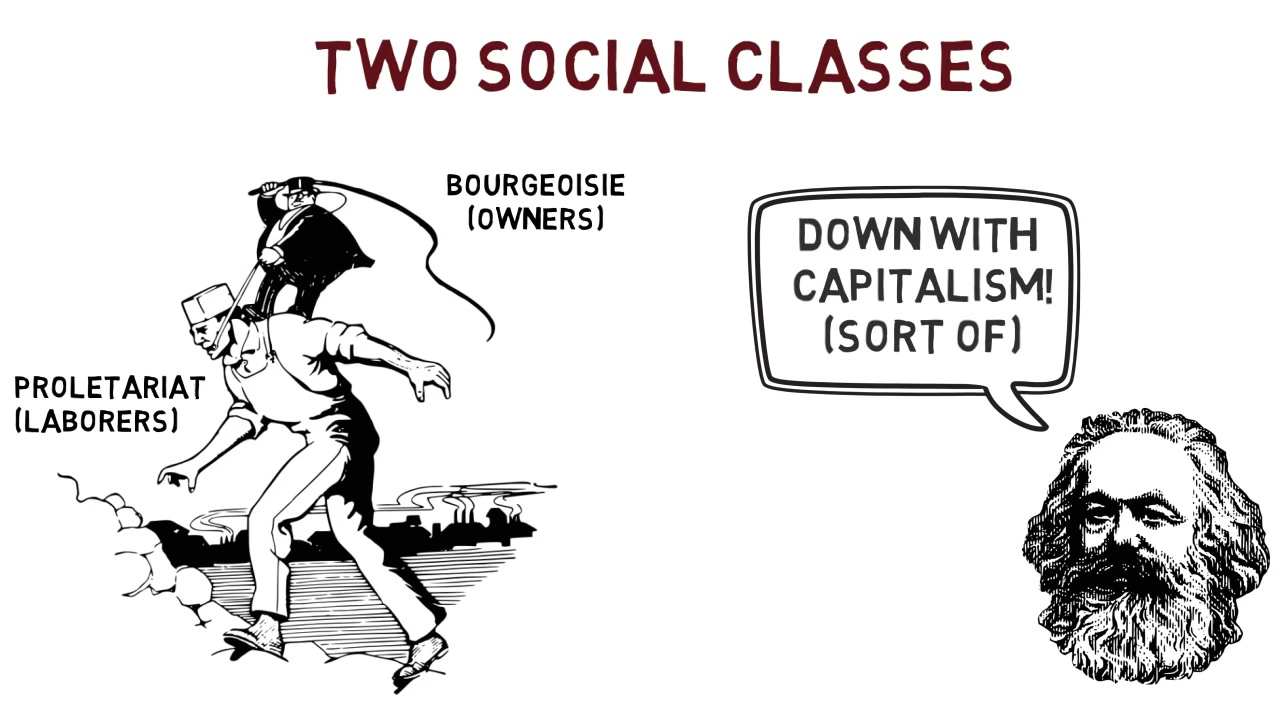 TWO SOCIAL CLASSES
BOURGEOISIE
(OWNERS)
PROLETARIAT
(LABORERS)
DOWN WITH
CAPITALISM!
(SORT OF)